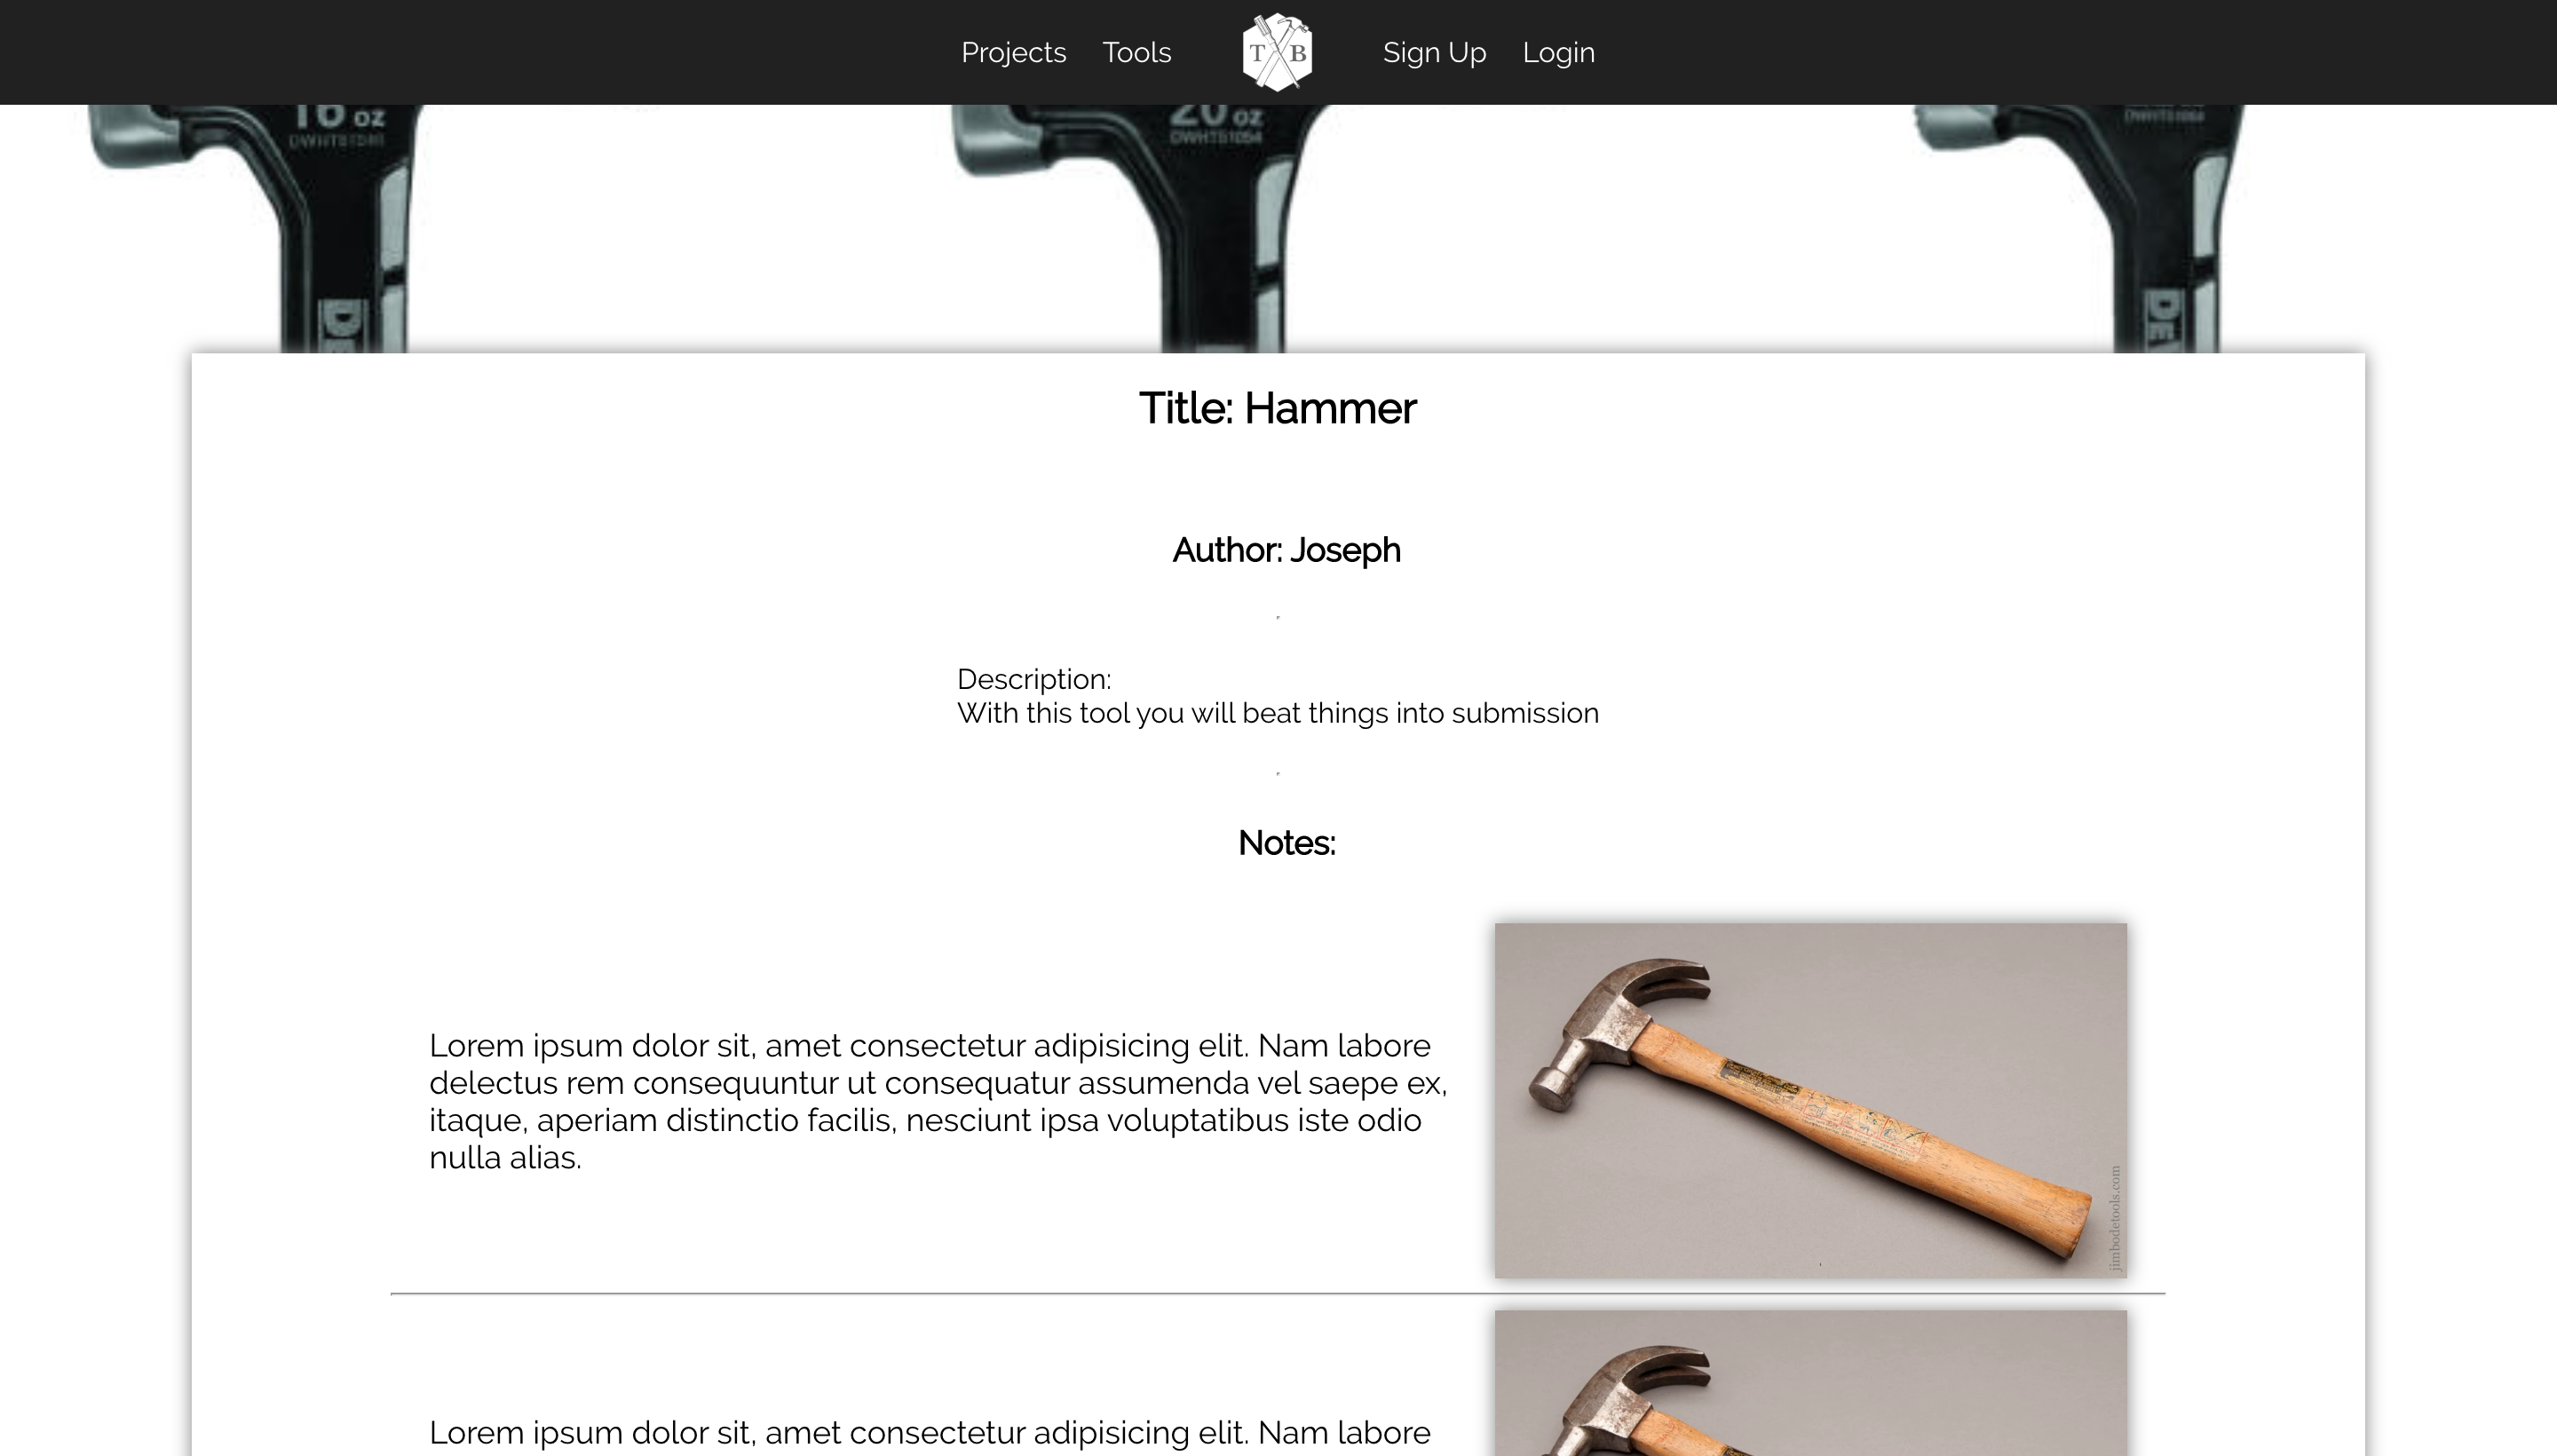 Projects Tools T B Sign Up Login
16 oz
20 oz
DWHT51054
DE
DE
Title: Hammer
Author: Joseph
Description:
With this tool you will beat things into submission
Notes:
Lorem ipsum dolor sit, amet consectetur adipisicing elit. Nam labore
delectus rem consequuntur ut consequatur assumenda vel saepe ex,
itaque, aperiam distinctio facilis, nesciunt ipsa voluptatibus iste odio
nulla alias.
jimbodetools.com
Lorem ipsum dolor sit, amet consectetur adipisicing elit. Nam labore